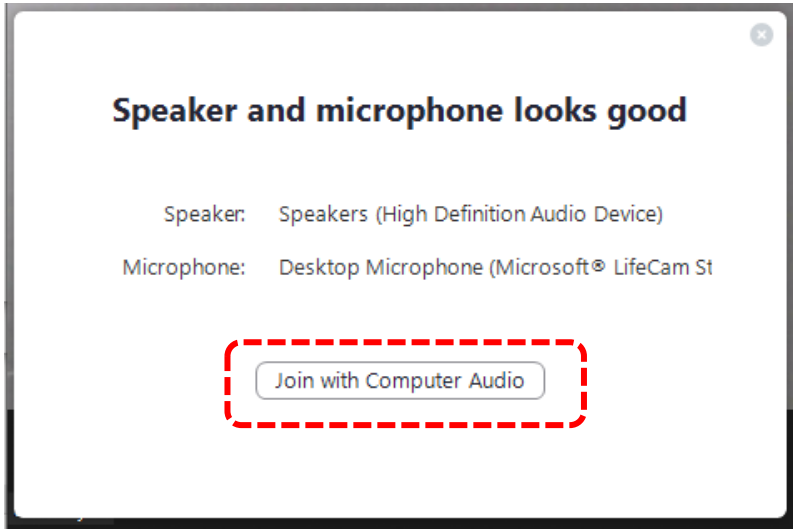 Speaker and microphone looks good
Speaker: Speakers (High Definition Audio Device)
Microphone: Desktop Microphone (Microsoft® LifeCam St
Join with Computer Audio